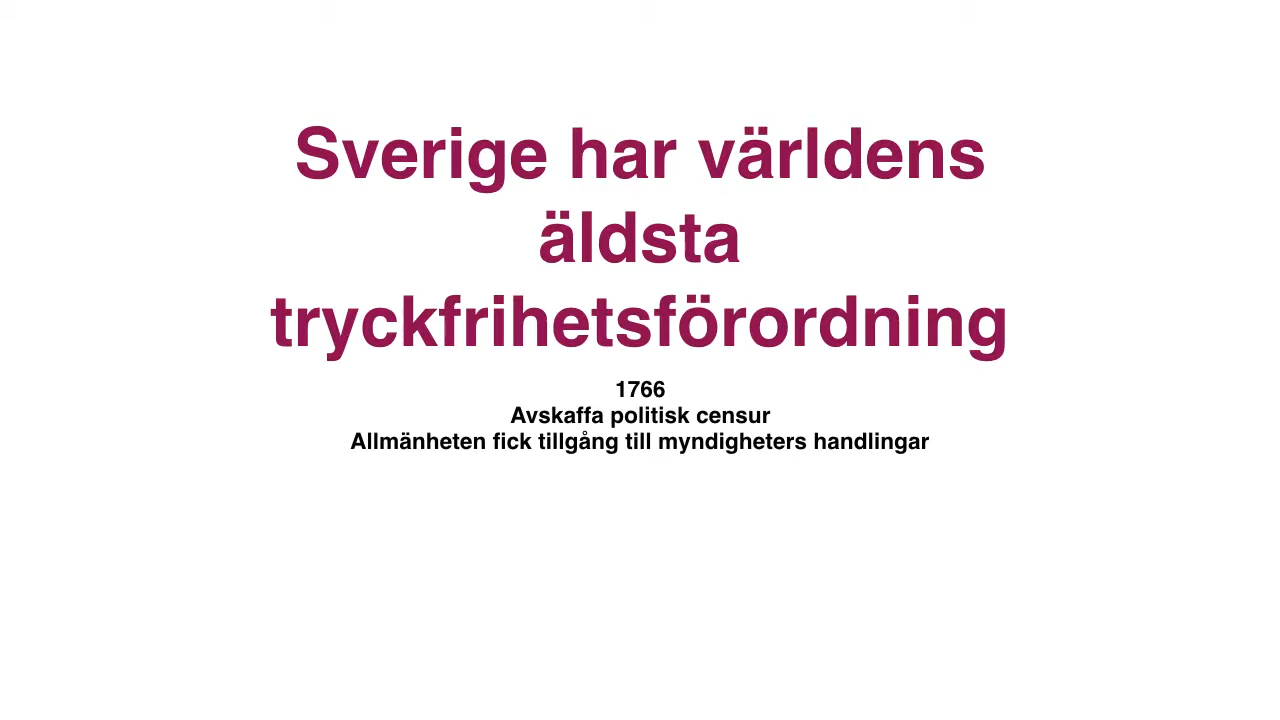 Sverige har världens
äldsta
tryckfrihetsförordning
1766
Avskaffa politisk censur
Allmänheten fick tillgång till myndigheters handlingar